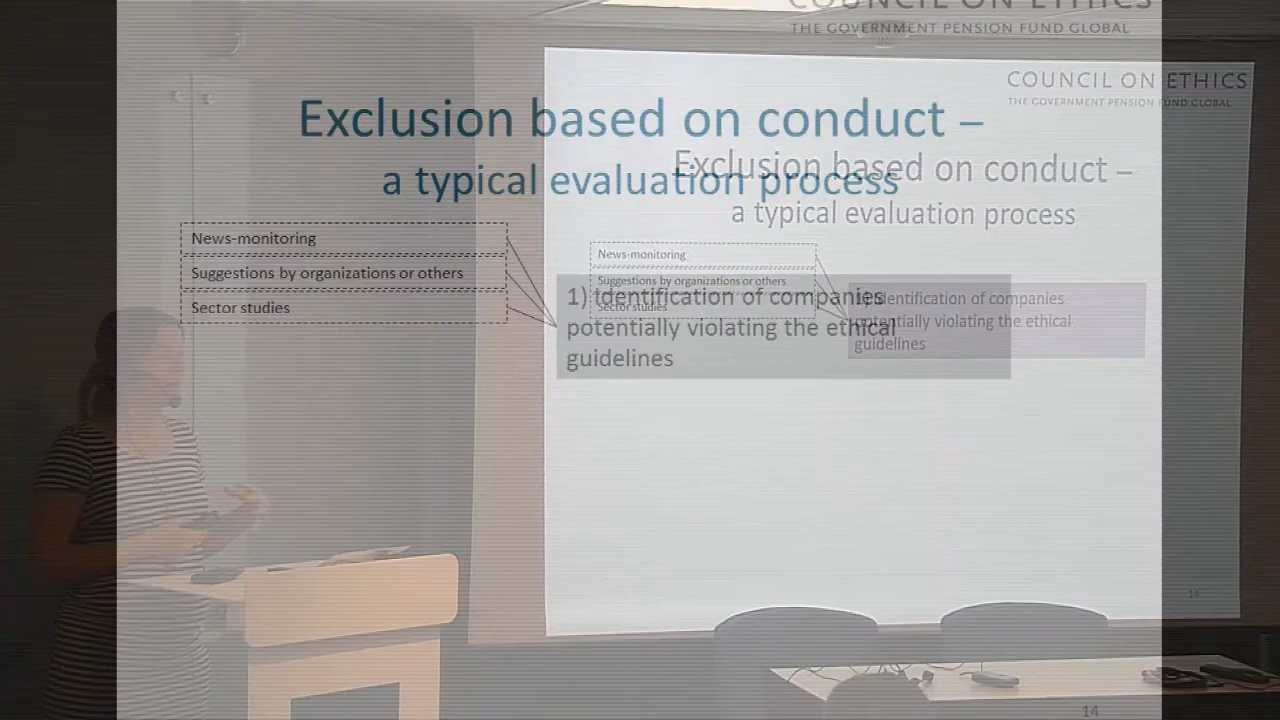 COUNCIL ON ETHICS
THE GOVERNMENT PENSION FUND GLOBAL
Exclusion based on conduct –
a typical evaluation process
News-monitoring
Suggestions by organizations or others
Sector studies
1) Identification of companies
potentially violating the ethical
guidelines
14
COUNCIL ON ETHICS
THE GOVERNMENT PENSION FUND GLOBAL
Exclusion based on conduct –
a typical evaluation process
News-monitoring
Suggestions by organizations or others
Sector studies
1) Identification of companies
potentially violating the ethical
guidelines
14